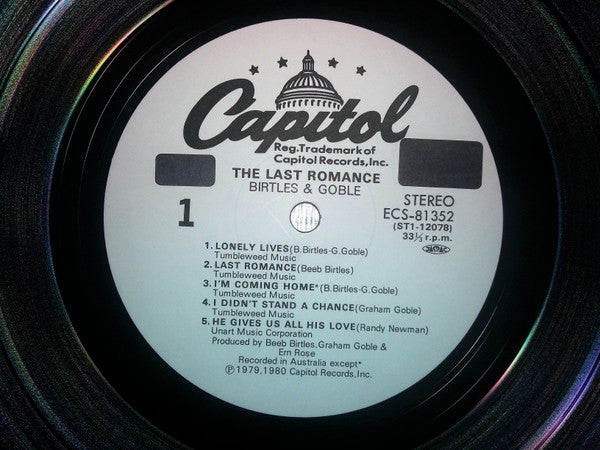 Capitol
Reg.Trademark of
Capitol Records,Inc.
THE LAST ROMANCE
BIRTLES & GOBLE
1
STEREO
ECS-81352
(ST1-12078)
33⅓ r.p.m.
1. LONELY LIVES(B.Birtles-G.Goble)
Tumbleweed Music
2. LAST ROMANCE(Beeb Birtles)
Tumbleweed Music
3. I'M COMING HOME*(B.Birtles-G.Goble)
Tumbleweed Music
4. I DIDN'T STAND A CHANCE(Graham Goble)
Tumbleweed Music
5. HE GIVES US ALL HIS LOVE(Randy Newman)
Unart Music Corporation
Produced by Beeb Birtles,Graham Goble &
Ern Rose
Recorded in Australia except*
Ⓟ1979,1980 Capitol Records,Inc.